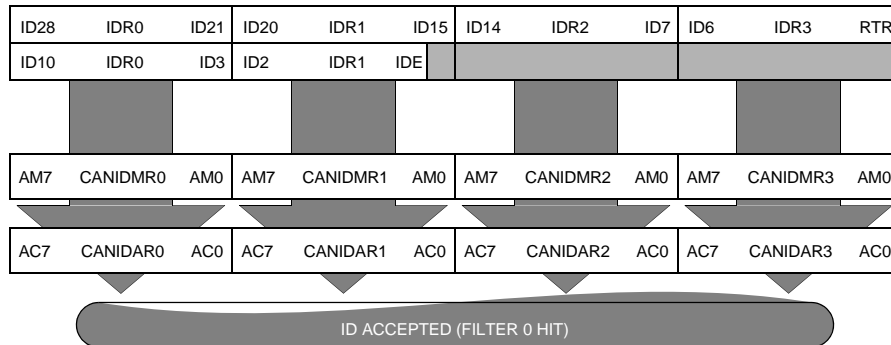 ID28 IDR0 ID21 ID20 IDR1 ID15 ID14 IDR2 ID7 ID6 IDR3 RTR
ID10 IDR0 ID3 ID2 IDR1 IDE
AM7 CANIDMR0 AM0 AM7 CANIDMR1 AM0 AM7 CANIDMR2 AM0 AM7 CANIDMR3 AM0
AC7 CANIDAR0 AC0 AC7 CANIDAR1 AC0 AC7 CANIDAR2 AC0 AC7 CANIDAR3 AC0
ID ACCEPTED (FILTER 0 HIT)